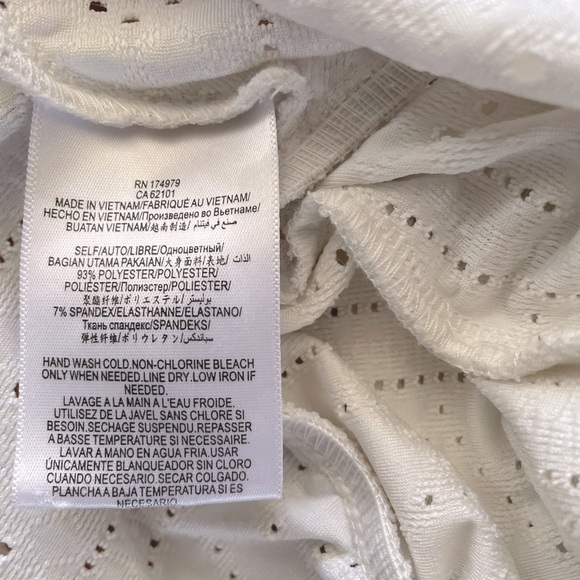 RN 174979
CA 62101
MADE IN VIETNAM/FABRIQUÉ AU VIETNAM/
HECHO EN VIETNAM/Произведено во Вьетнаме/
BUATAN VIETNAM/越南制造/صنع في فيتنام
SELF/AUTO/LIBRE/Одноцветный/
BAGIAN UTAMA PAKAIAN/大身面料/表地/الذات
93% POLYESTER/POLYESTER/
POLIESTER/Полиэстер/POLIESTER/
聚酯纤维/ポリエステル/بوليستر
7% SPANDEX/ELASTHANNE/ELASTANO/
Ткань спандекс/SPANDEKS/
弹性纤维/ポリウレタン/سباندكس
HAND WASH COLD.NON-CHLORINE BLEACH
ONLY WHEN NEEDED.LINE DRY.LOW IRON IF
NEEDED.
LAVAGE A LA MAIN A L'EAU FROIDE.
UTILISEZ DE LA JAVEL SANS CHLORE SI
BESOIN.SECHAGE SUSPENDU.REPASSER
A BASSE TEMPERATURE SI NECESSAIRE.
LAVAR A MANO EN AGUA FRIA.USAR
ÚNICAMENTE BLANQUEADOR SIN CLORO
CUANDO NECESARIO.SECAR COLGADO.
PLANCHA A BAJA TEMPERATURA SI ES
NECESARIO